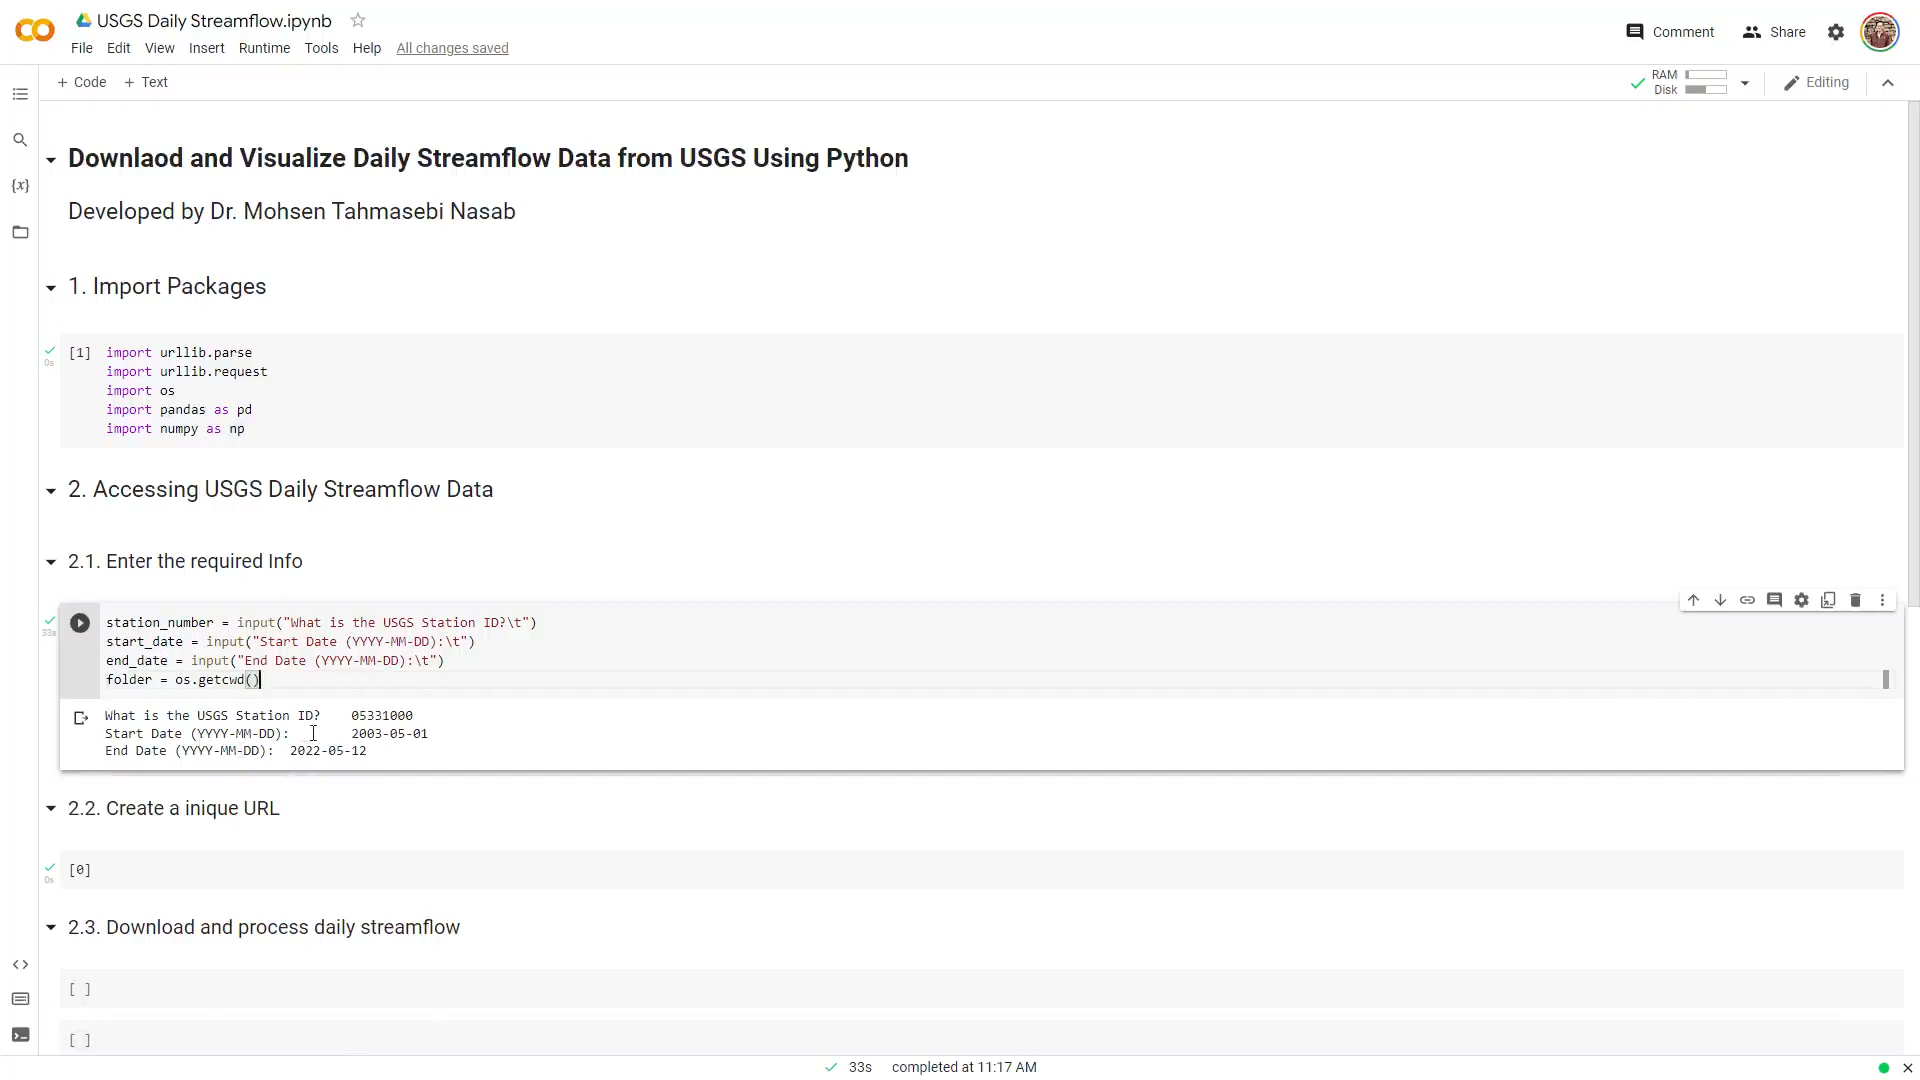 USGS Daily Streamflow.ipynb
File Edit View Insert Runtime Tools Help All changes saved
Comment Share
+ Code + Text
RAM
Disk
Editing
Downlaod and Visualize Daily Streamflow Data from USGS Using Python
Developed by Dr. Mohsen Tahmasebi Nasab
1. Import Packages
0s
[1] import urllib.parse
import urllib.request
import os
import pandas as pd
import numpy as np
2. Accessing USGS Daily Streamflow Data
2.1. Enter the required Info
33s
station_number = input("What is the USGS Station ID?\t")
start_date = input("Start Date (YYYY-MM-DD):\t")
end_date = input("End Date (YYYY-MM-DD):\t")
folder = os.getcwd()
What is the USGS Station ID? 05331000
Start Date (YYYY-MM-DD): 2003-05-01
End Date (YYYY-MM-DD): 2022-05-12
2.2. Create a inique URL
0s
[0]
2.3. Download and process daily streamflow
[ ]
[ ]
33s completed at 11:17 AM